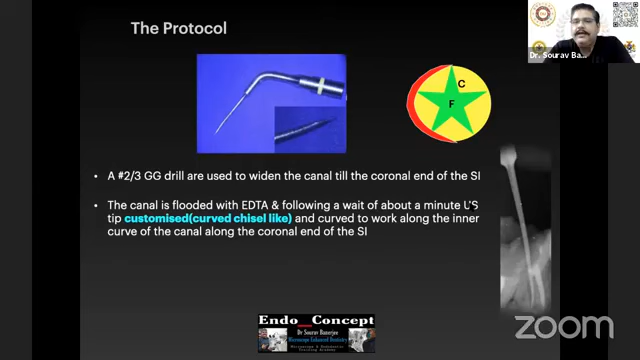 The Protocol
C
F
• A #2/3 GG drill are used to widen the canal till the coronal end of the SI
• The canal is flooded with EDTA & following a wait of about a minute US
tip customised(curved chisel like) and curved to work along the inner
curve of the canal along the coronal end of the SI
Dr. Sourav Ba...
Endo Concept
Dr Sourav Banerjee
Microscope Enhanced Dentistry
zoom